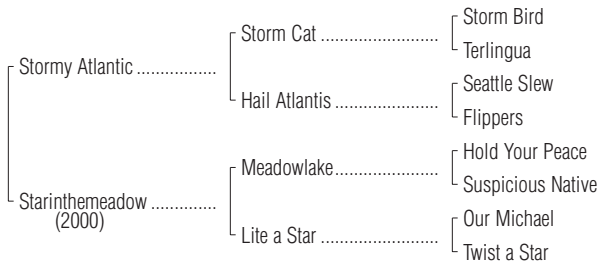 Storm Bird
Storm Cat ........................
Terlingua
Stormy Atlantic ................
Seattle Slew
Hail Atlantis .....................
Flippers
Hold Your Peace
Meadowlake.....................
Suspicious Native
Starinthemeadow .............
(2000)
Our Michael
Lite a Star ........................
Twist a Star